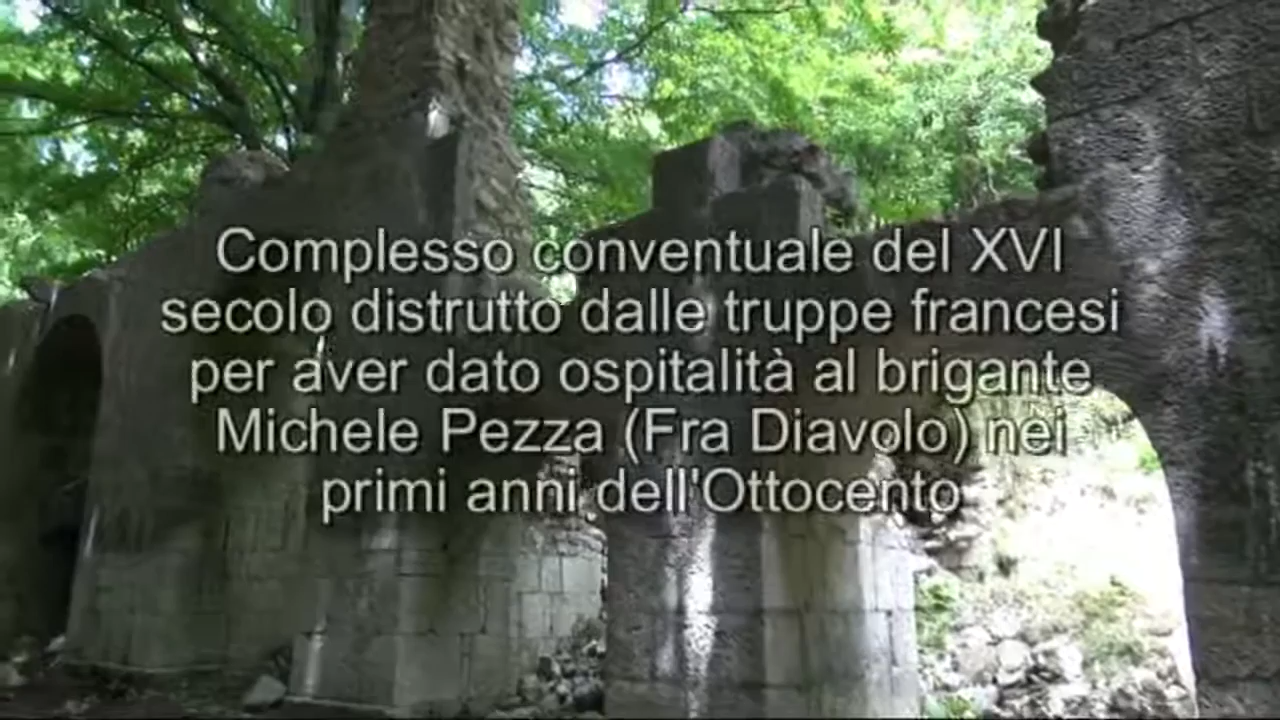 Complesso conventuale del XVI
secolo distrutto dalle truppe francesi
per aver dato ospitalità al brigante
Michele Pezza (Fra Diavolo) nei
primi anni dell'Ottocento